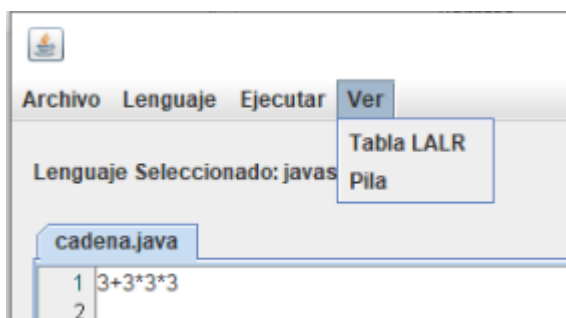 Archivo Lenguaje Ejecutar Ver
Tabla LALR
Pila
Lenguaje Seleccionado: javas
cadena.java
1 3+3*3*3
2